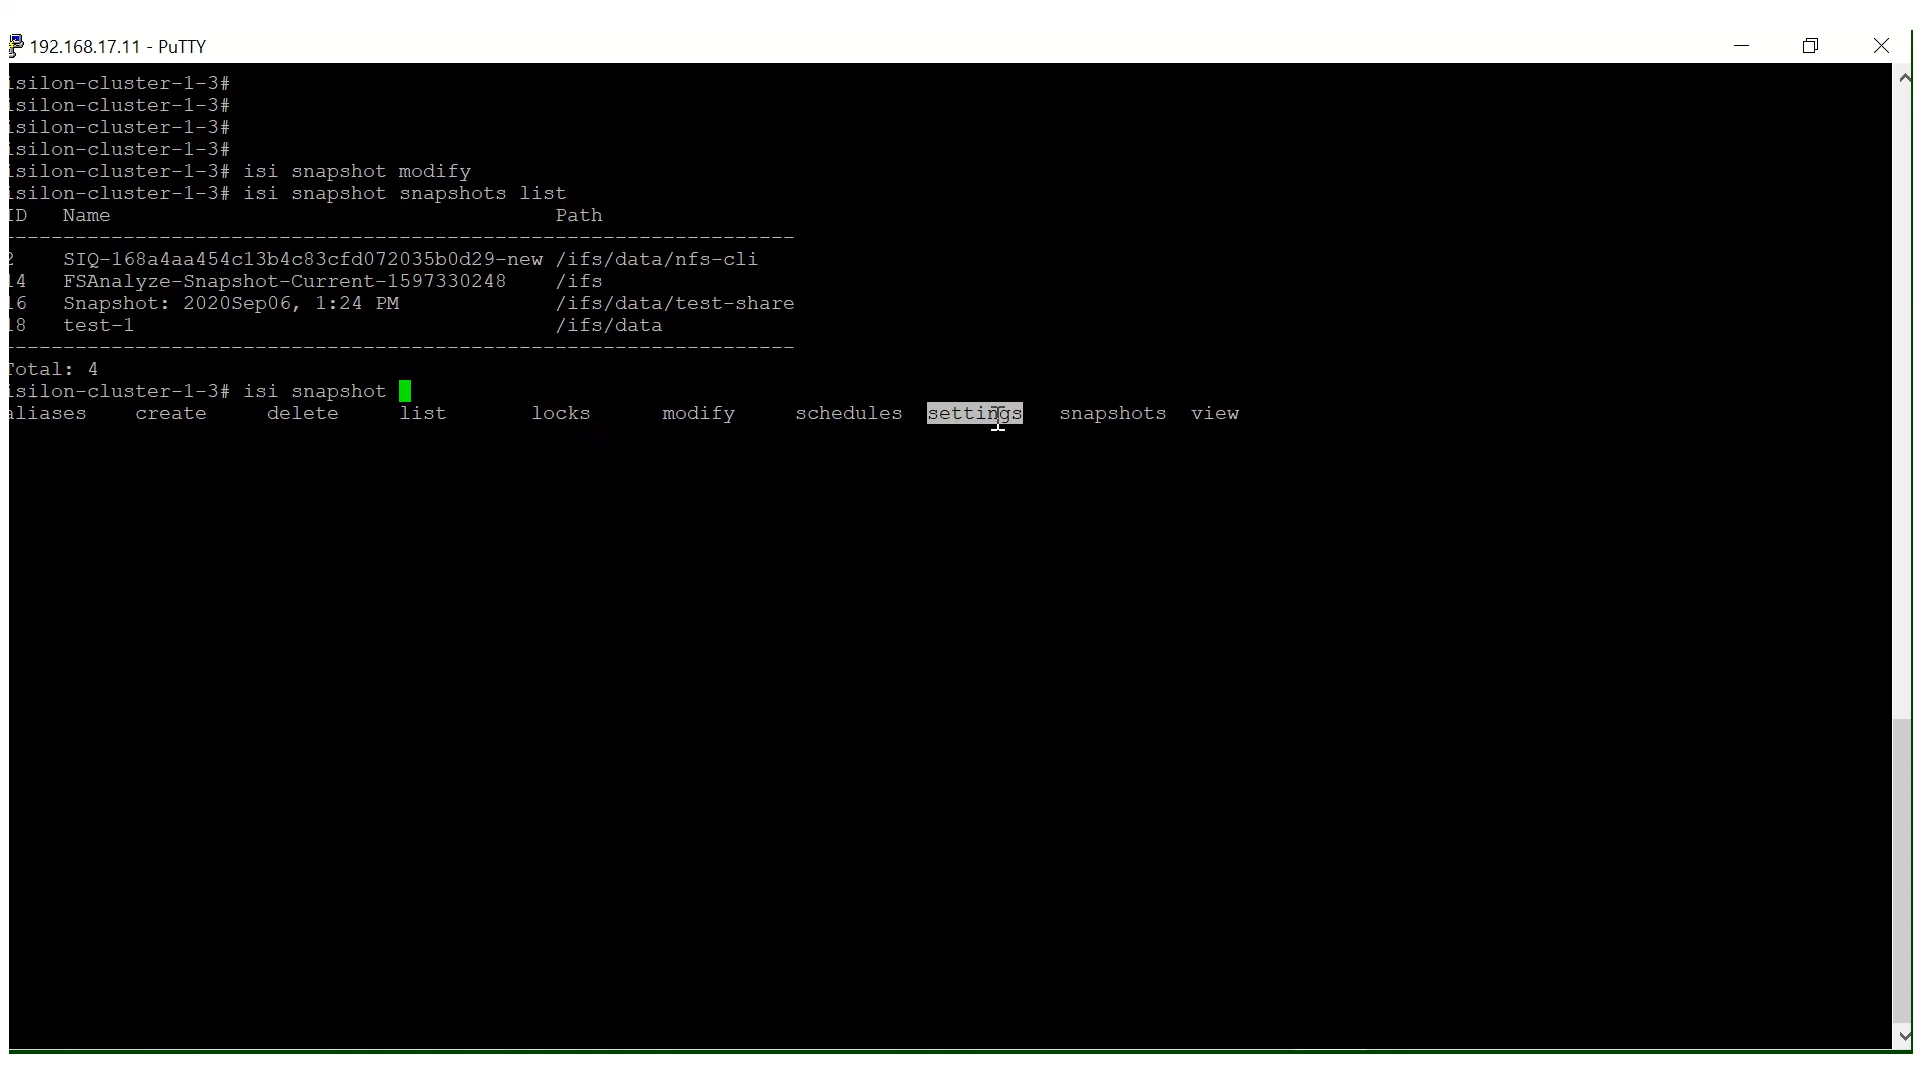 192.168.17.11 - PuTTY
isilon-cluster-1-3#
isilon-cluster-1-3#
isilon-cluster-1-3#
isilon-cluster-1-3#
isilon-cluster-1-3# isi snapshot modify
isilon-cluster-1-3# isi snapshot snapshots list
ID Name Path
--------------------------------------------------------------------
2 SIQ-168a4aa454c13b4c83cfd072035b0d29-new /ifs/data/nfs-cli
14 FSAnalyze-Snapshot-Current-1597330248 /ifs
16 Snapshot: 2020Sep06, 1:24 PM /ifs/data/test-share
18 test-1 /ifs/data
--------------------------------------------------------------------
Total: 4
isilon-cluster-1-3# isi snapshot
aliases create delete list locks modify schedules settings snapshots view